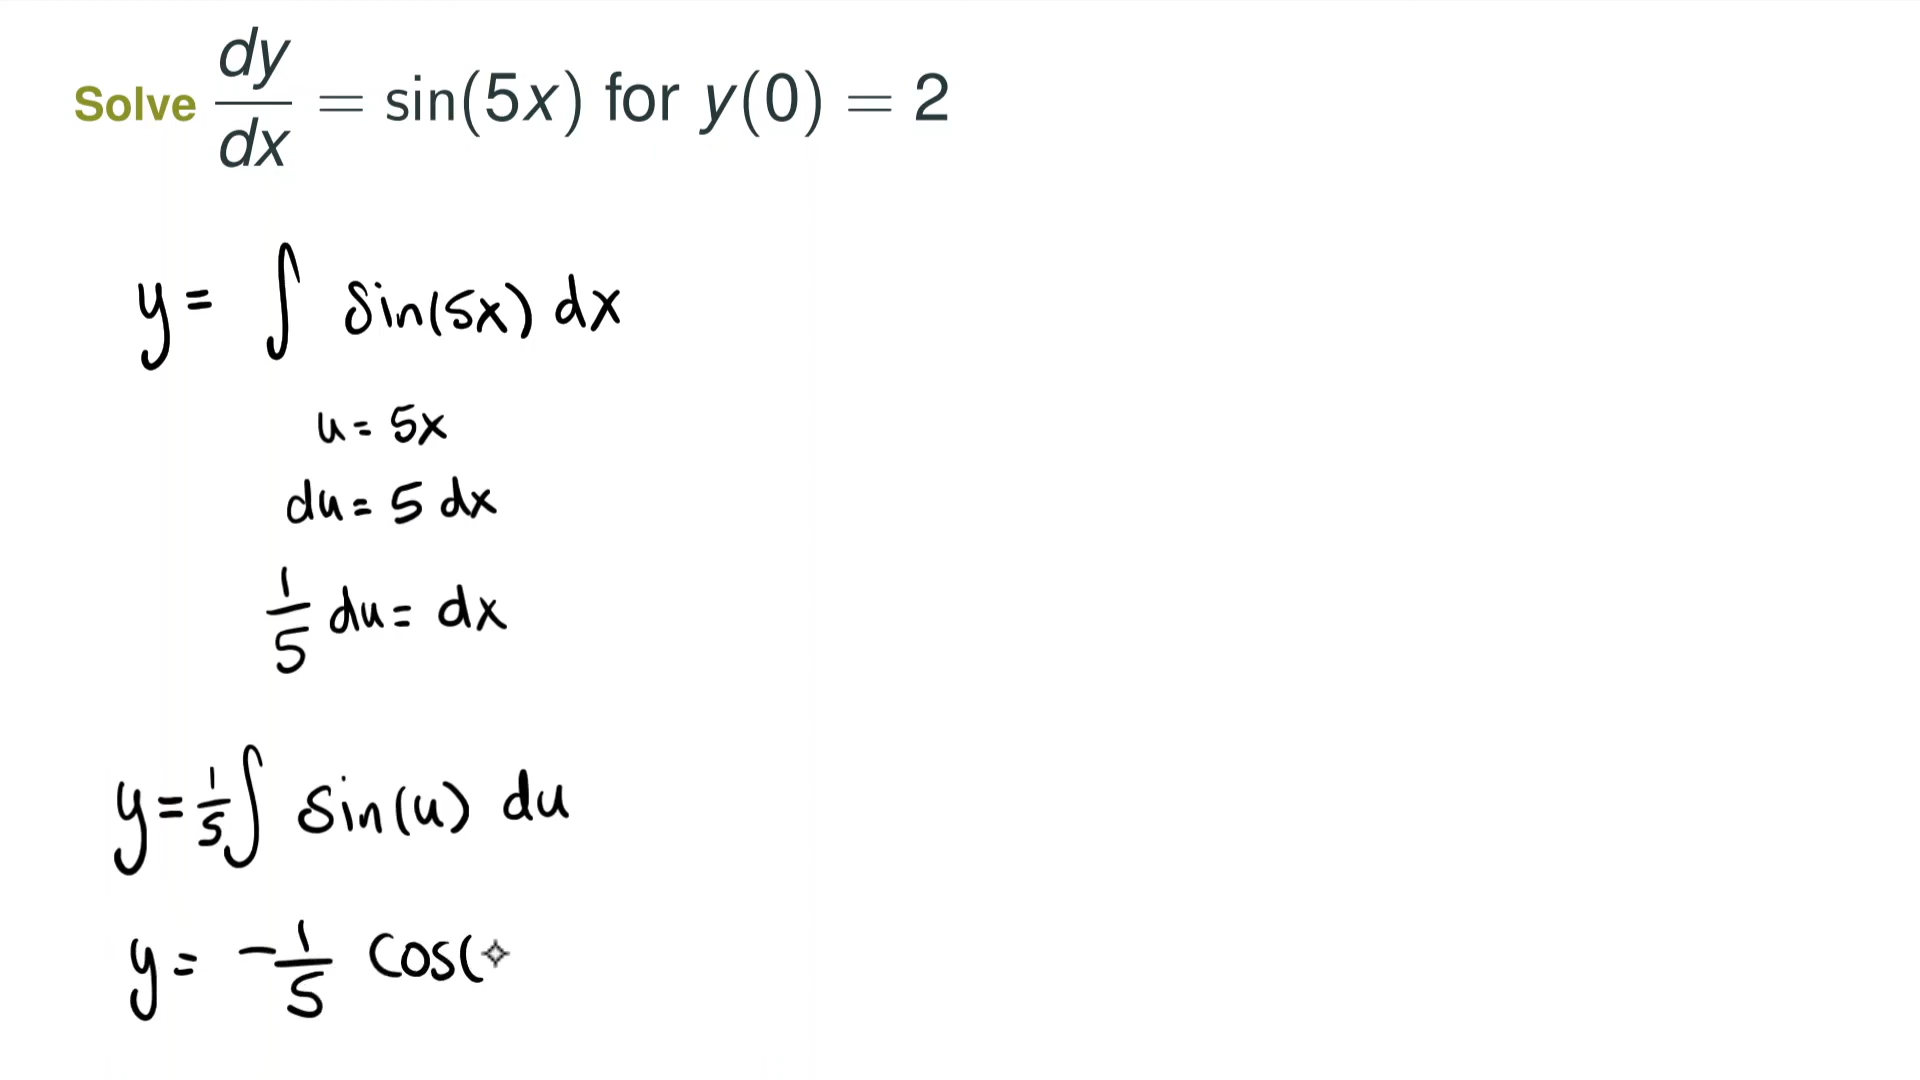 Solve dy/dx = sin(5x) for y(0) = 2
y = ∫ sin(5x) dx
u = 5x
du = 5 dx
1/5 du = dx
y = 1/5 ∫ sin(u) du
y = -1/5 cos(